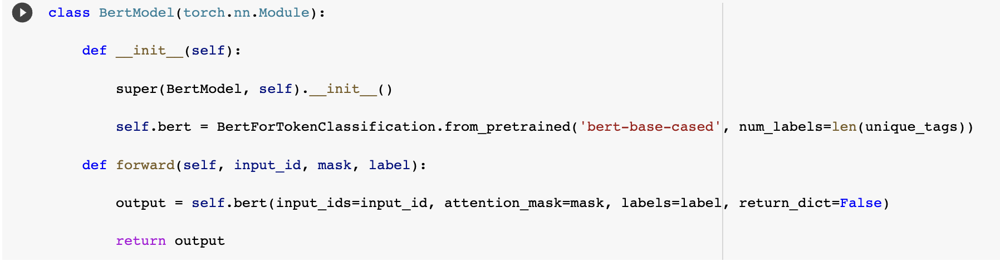 class BertModel(torch.nn.Module):
def __init__(self):
super(BertModel, self).__init__()
self.bert = BertForTokenClassification.from_pretrained('bert-base-cased', num_labels=len(unique_tags))
def forward(self, input_id, mask, label):
output = self.bert(input_ids=input_id, attention_mask=mask, labels=label, return_dict=False)
return output